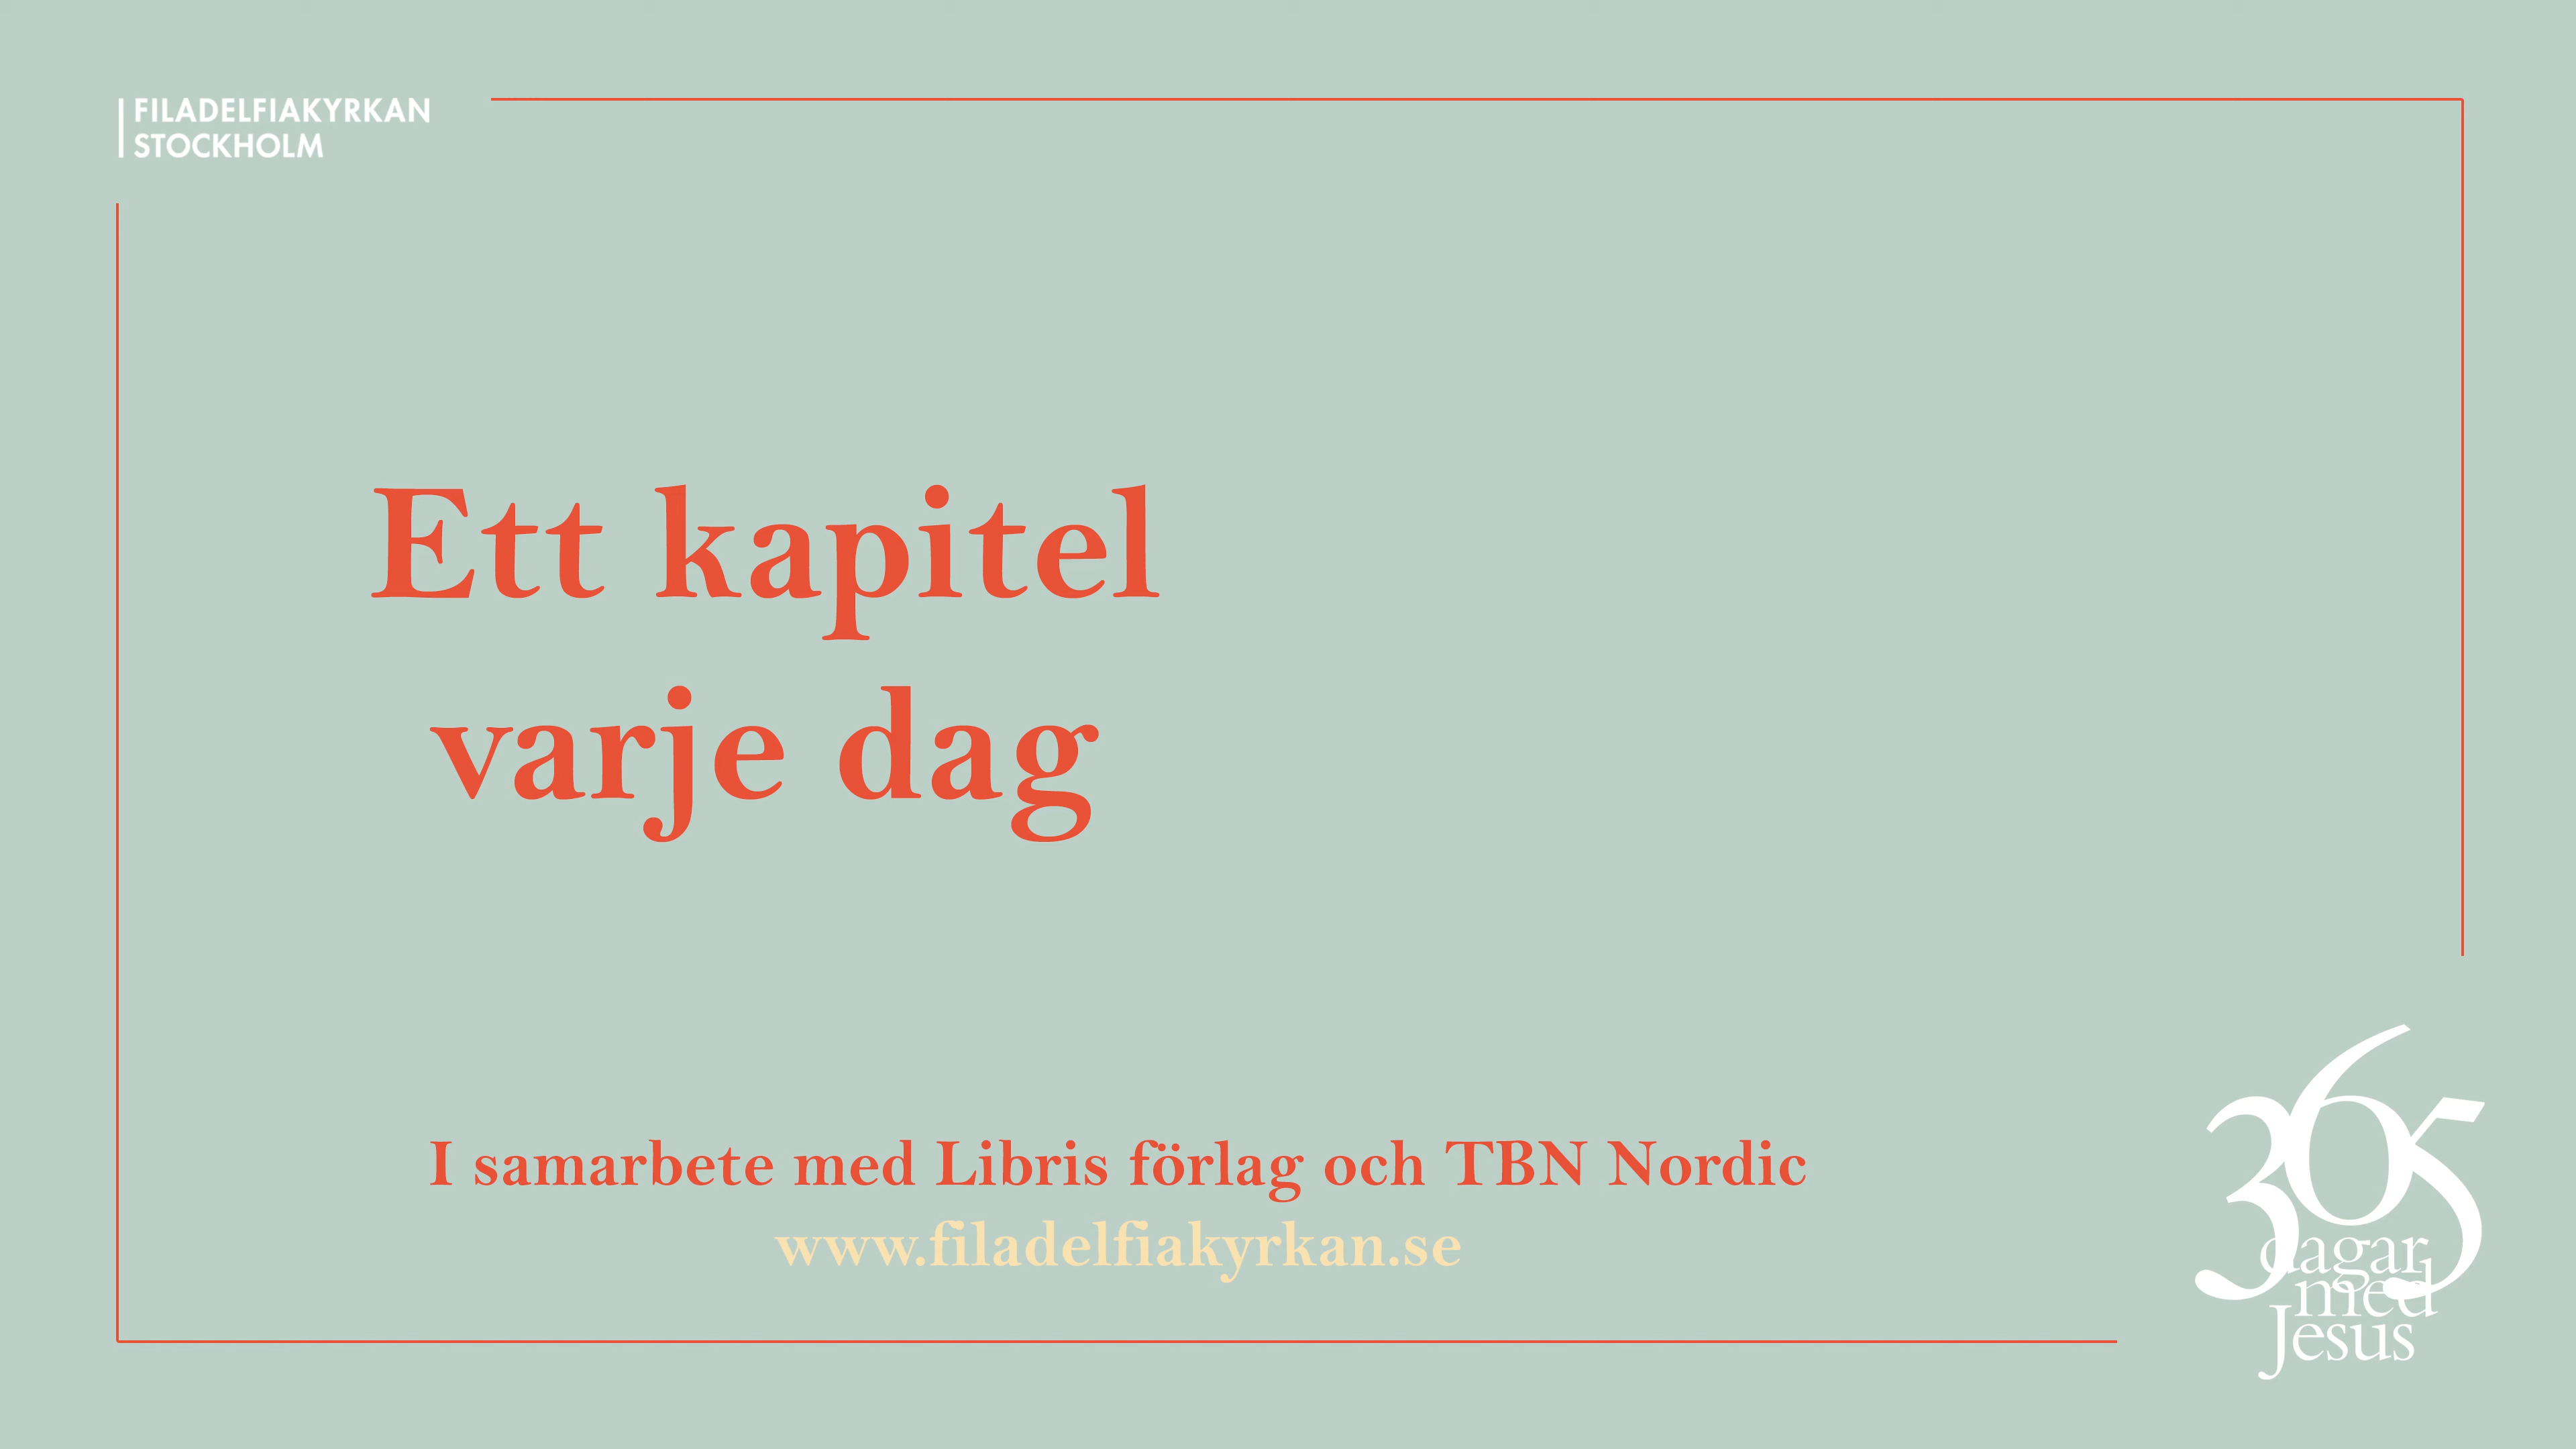 FILADELFIAKYRKAN
STOCKHOLM
Ett kapitel
varje dag
I samarbete med Libris förlag och TBN Nordic
www.filadelfiakyrkan.se
365
dagar
med
Jesus